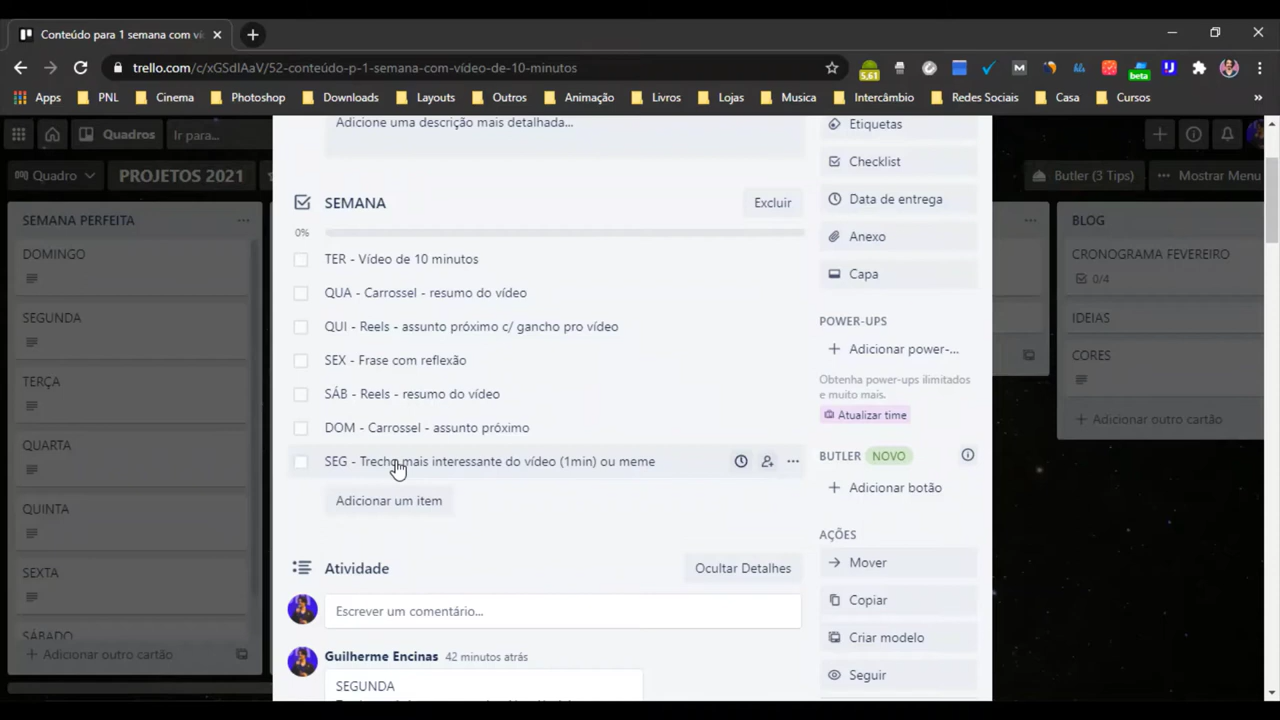 Conteúdo para 1 semana com ví
trello.com/c/xGSdIAaV/52-conteúdo-p-1-semana-com-vídeo-de-10-minutos
5,61
beta
Apps
PNL
Cinema
Photoshop
Downloads
Layouts
Outros
Animação
Livros
Lojas
Musica
Intercâmbio
Redes Sociais
Casa
Cursos
»
Quadros
Ir para...
Quadro
PROJETOS 2021
Butler (3 Tips)
Mostrar Menu
SEMANA PERFEITA
DOMINGO
SEGUNDA
TERÇA
QUARTA
QUINTA
SEXTA
SÁBADO
+ Adicionar outro cartão
Adicione uma descrição mais detalhada...
SEMANA
Excluir
0%
TER - Vídeo de 10 minutos
QUA - Carrossel - resumo do vídeo
QUI - Reels - assunto próximo c/ gancho pro vídeo
SEX - Frase com reflexão
SÁB - Reels - resumo do vídeo
DOM - Carrossel - assunto próximo
SEG - Trecho mais interessante do vídeo (1min) ou meme
Adicionar um item
Atividade
Ocultar Detalhes
Escrever um comentário...
Guilherme Encinas 42 minutos atrás
SEGUNDA
Etiquetas
Checklist
Data de entrega
Anexo
Capa
POWER-UPS
+ Adicionar power-...
Obtenha power-ups ilimitados
e muito mais.
Atualizar time
BUTLER NOVO
+ Adicionar botão
AÇÕES
Mover
Copiar
Criar modelo
Seguir
BLOG
CRONOGRAMA FEVEREIRO
0/4
IDEIAS
CORES
+ Adicionar outro cartão